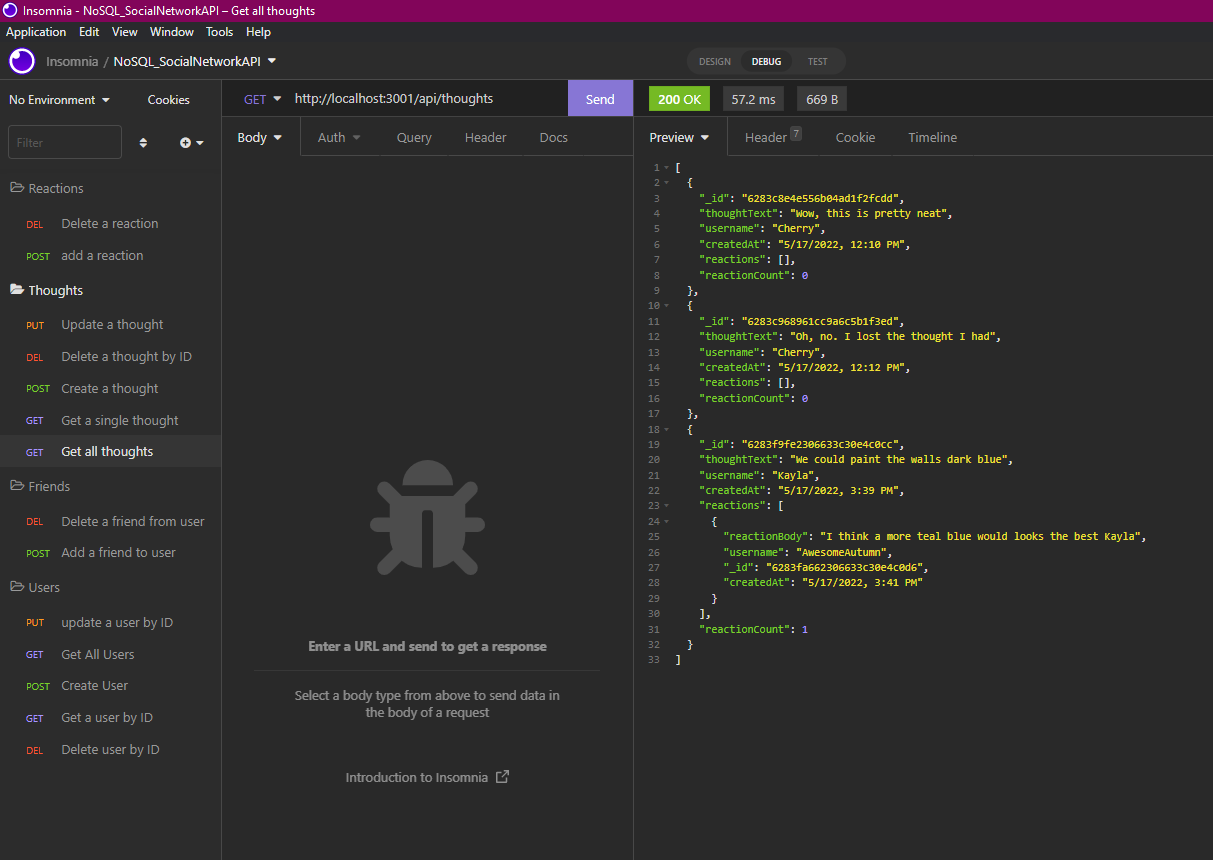 Insomnia - NoSQL_SocialNetworkAPI – Get all thoughts
Application Edit View Window Tools Help
Insomnia / NoSQL_SocialNetworkAPI
DESIGN DEBUG TEST
No Environment Cookies
Filter
Reactions
DEL Delete a reaction
POST add a reaction
Thoughts
PUT Update a thought
DEL Delete a thought by ID
POST Create a thought
GET Get a single thought
GET Get all thoughts
Friends
DEL Delete a friend from user
POST Add a friend to user
Users
PUT update a user by ID
GET Get All Users
POST Create User
GET Get a user by ID
DEL Delete user by ID
GET http://localhost:3001/api/thoughts Send
Body Auth Query Header Docs
Enter a URL and send to get a response
Select a body type from above to send data in
the body of a request
Introduction to Insomnia
200 OK 57.2 ms 669 B
Preview Header 7 Cookie Timeline
1 [
2 {
3 "_id": "6283c8e4e556b04ad1f2fcdd",
4 "thoughtText": "Wow, this is pretty neat",
5 "username": "Cherry",
6 "createdAt": "5/17/2022, 12:10 PM",
7 "reactions": [],
8 "reactionCount": 0
9 },
10 {
11 "_id": "6283c968961cc9a6c5b1f3ed",
12 "thoughtText": "Oh, no. I lost the thought I had",
13 "username": "Cherry",
14 "createdAt": "5/17/2022, 12:12 PM",
15 "reactions": [],
16 "reactionCount": 0
17 },
18 {
19 "_id": "6283f9fe2306633c30e4c0cc",
20 "thoughtText": "We could paint the walls dark blue",
21 "username": "Kayla",
22 "createdAt": "5/17/2022, 3:39 PM",
23 "reactions": [
24 {
25 "reactionBody": "I think a more teal blue would looks the best Kayla",
26 "username": "AwesomeAutumn",
27 "_id": "6283fa662306633c30e4c0d6",
28 "createdAt": "5/17/2022, 3:41 PM"
29 }
30 ],
31 "reactionCount": 1
32 }
33 ]